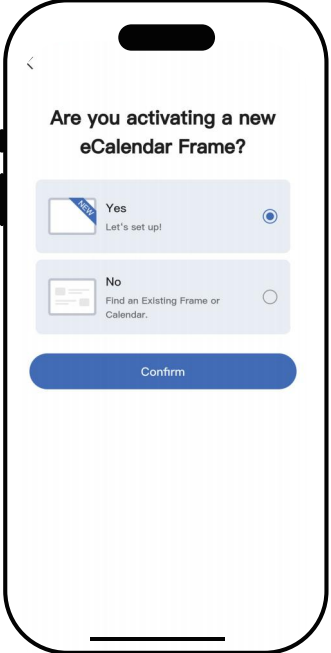 Are you activating a new
eCalendar Frame?
NEW
Yes
Let's set up!
No
Find an Existing Frame or
Calendar.
Confirm